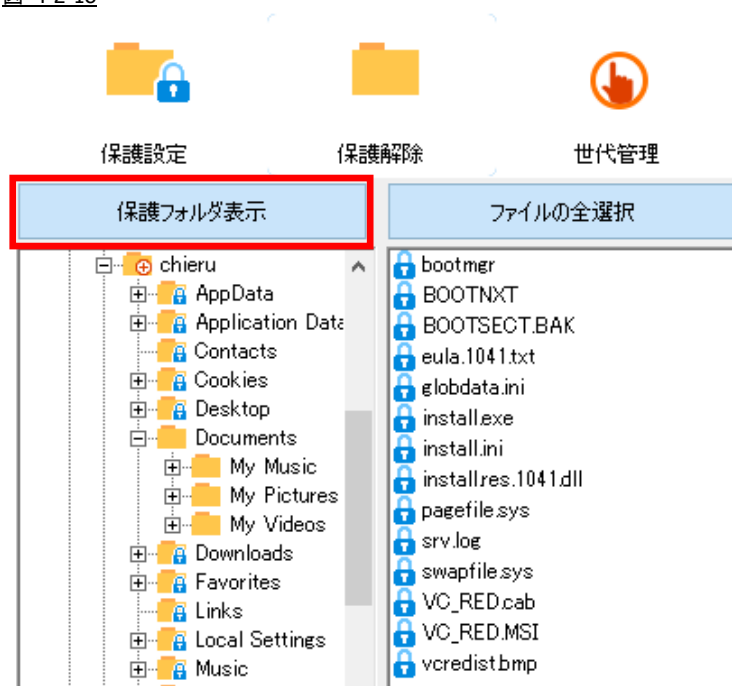 図 4-2-18
保護設定 保護解除 世代管理
保護フォルダ表示 ファイルの全選択
chieru
AppData
Application Data
Contacts
Cookies
Desktop
Documents
My Music
My Pictures
My Videos
Downloads
Favorites
Links
Local Settings
Music
bootmgr
BOOTNXT
BOOTSECT.BAK
eula.1041.txt
globdata.ini
install.exe
install.ini
install.res.1041.dll
pagefile.sys
srv.log
swapfile.sys
VC_RED.cab
VC_RED.MSI
vcredist.bmp